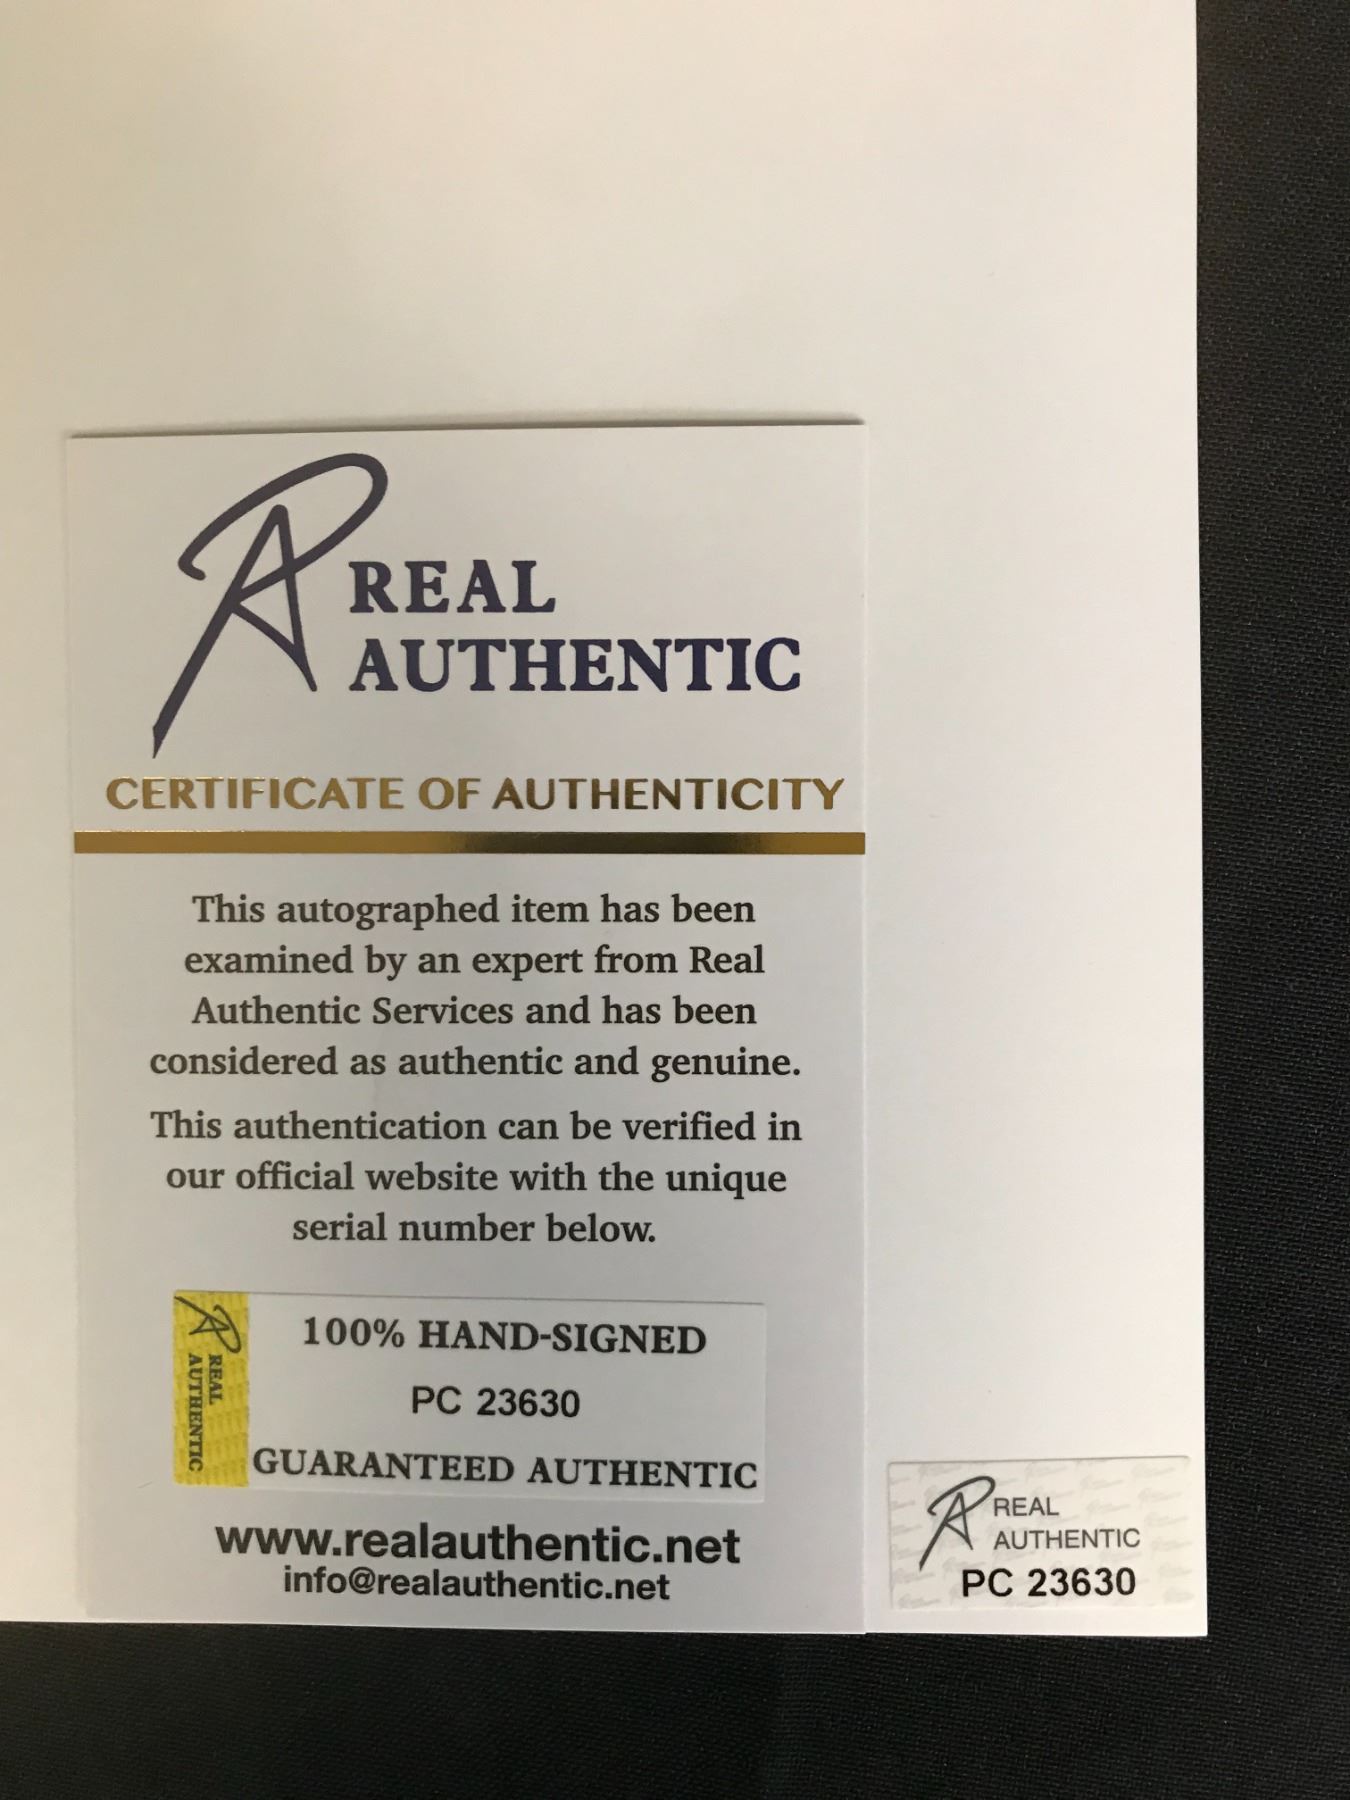 REAL
AUTHENTIC
CERTIFICATE OF AUTHENTICITY
This autographed item has been
examined by an expert from Real
Authentic Services and has been
considered as authentic and genuine.
This authentication can be verified in
our official website with the unique
serial number below.
REAL
AUTHENTIC
100% HAND-SIGNED
PC 23630
GUARANTEED AUTHENTIC
www.realauthentic.net
info@realauthentic.net
REAL
AUTHENTIC
PC 23630